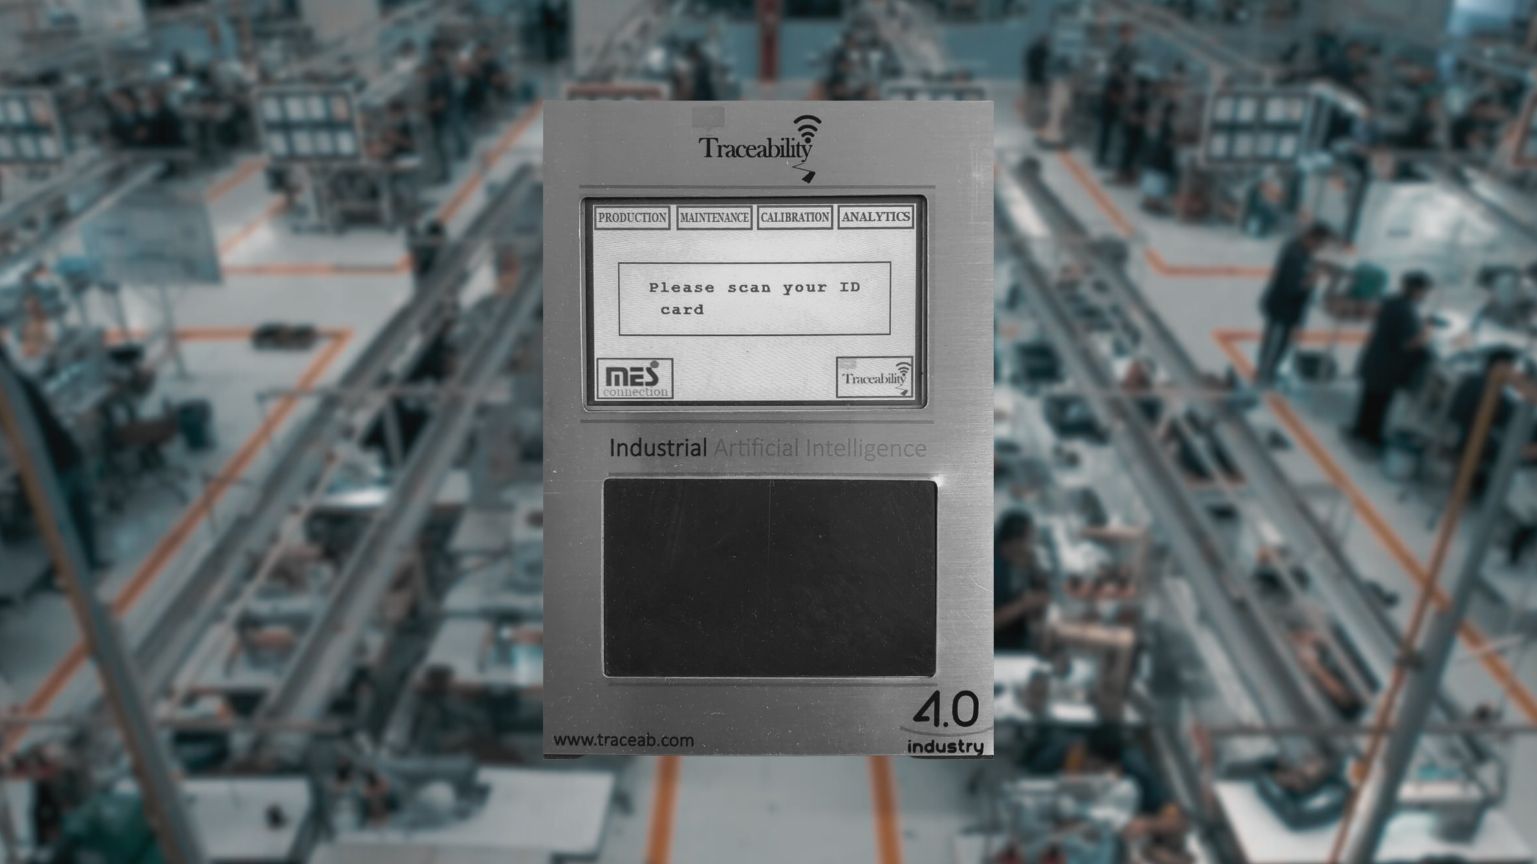 Traceability
PRODUCTION MAINTENANCE CALIBRATION ANALYTICS
Please scan your ID
card
MES
connection
Traceability
Industrial Artificial Intelligence
4.0
industry
www.traceab.com